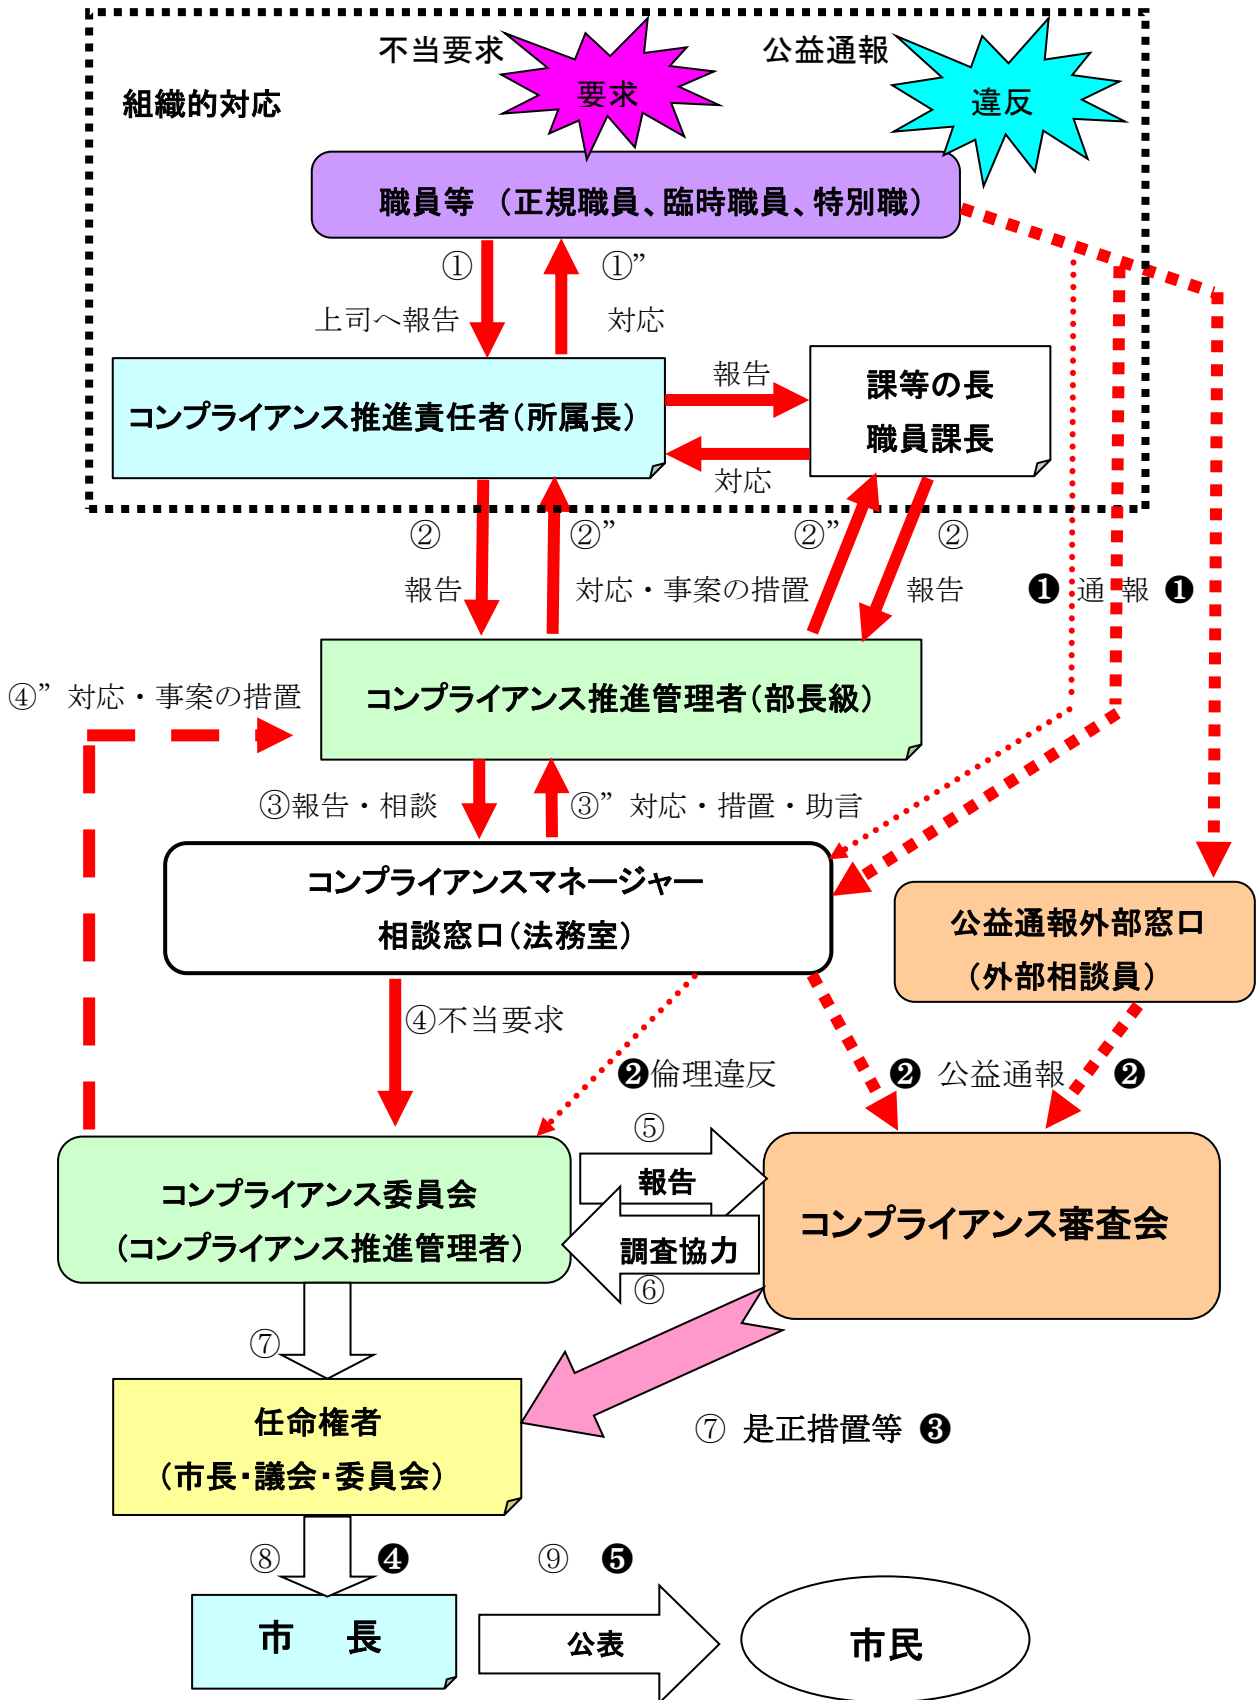 不当要求
公益通報
要求
違反
組織的対応
職員等 (正規職員、臨時職員、特別職)
①
①”
上司へ報告
対応
コンプライアンス推進責任者(所属長)
報告
対応
課等の長
職員課長
②
②”
②”
②
報告
対応・事案の措置
報告
❶ 通 報 ❶
④”対応・事案の措置
コンプライアンス推進管理者(部長級)
③報告・相談
③”対応・措置・助言
コンプライアンスマネージャー
相談窓口(法務室)
公益通報外部窓口
(外部相談員)
④不当要求
❷倫理違反
❷ 公益通報 ❷
⑤
報告
コンプライアンス委員会
(コンプライアンス推進管理者)
コンプライアンス審査会
調査協力
⑥
⑦
任命権者
(市長・議会・委員会)
⑦ 是正措置等 ❸
⑧
❹
⑨ ❺
市 長
公表
市民